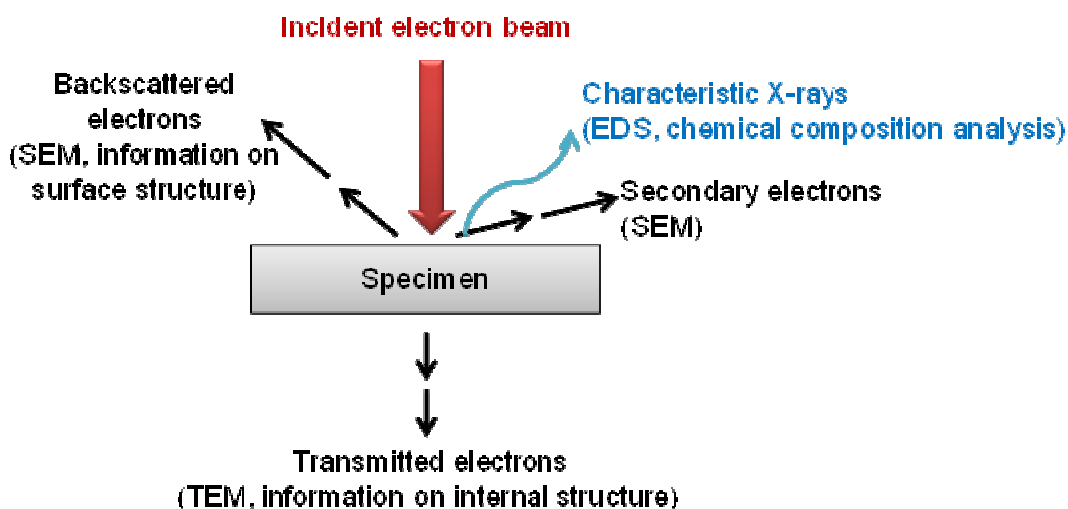 Incident electron beam
Backscattered
electrons
(SEM, information on
surface structure)
Characteristic X-rays
(EDS, chemical composition analysis)
Secondary electrons
(SEM)
Specimen
Transmitted electrons
(TEM, information on internal structure)